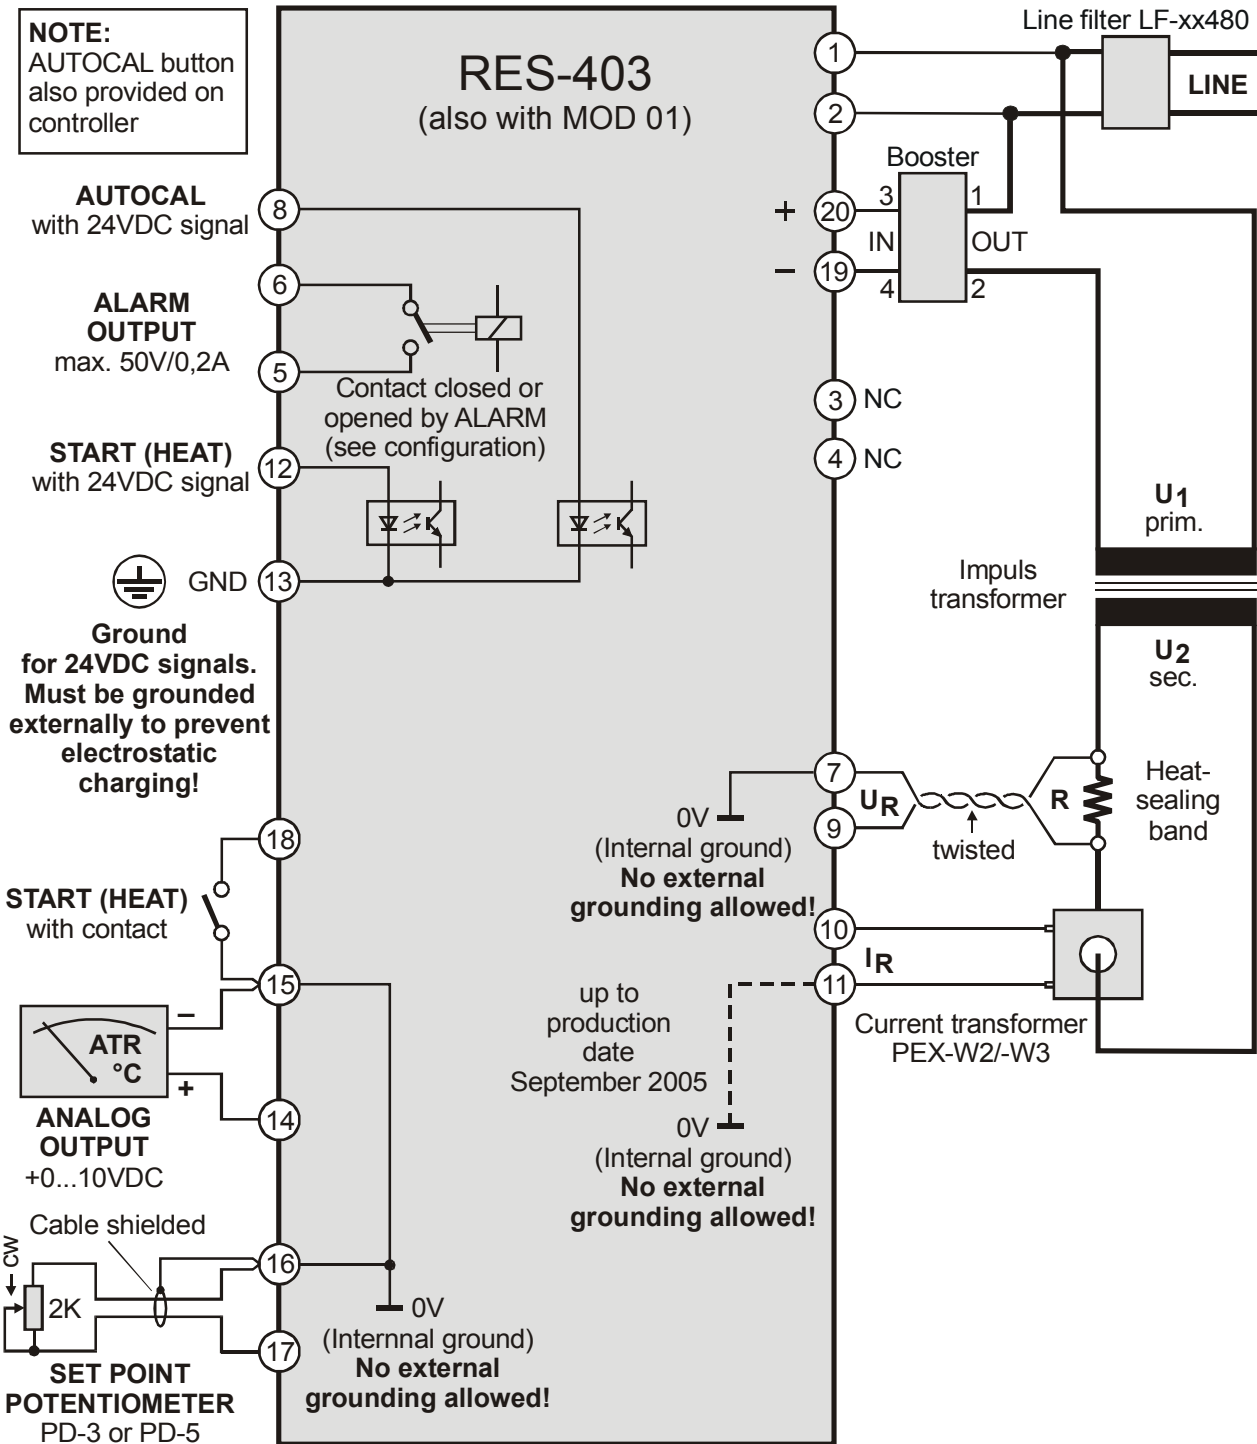 NOTE:
AUTOCAL button
also provided on
controller
RES-403
(also with MOD 01)
Line filter LF-xx480
LINE
1
2
Booster
3
1
+
20
IN
OUT
–
19
4
2
AUTOCAL
with 24VDC signal
8
6
ALARM
OUTPUT
max. 50V/0,2A
5
Contact closed or
opened by ALARM
(see configuration)
3
NC
4
NC
START (HEAT)
with 24VDC signal
12
GND
13
Ground
for 24VDC signals.
Must be grounded
externally to prevent
electrostatic
charging!
U1
prim.
Impuls
transformer
U2
sec.
7
UR
9
R
twisted
Heat-
sealing
band
0V
(Internal ground)
No external
grounding allowed!
10
IR
11
Current transformer
PEX-W2/-W3
up to
production
date
September 2005
0V
(Internal ground)
No external
grounding allowed!
18
START (HEAT)
with contact
15
–
ATR
°C
+
14
ANALOG
OUTPUT
+0...10VDC
Cable shielded
CW
2K
16
17
0V
(Internnal ground)
No external
grounding allowed!
SET POINT
POTENTIOMETER
PD-3 or PD-5